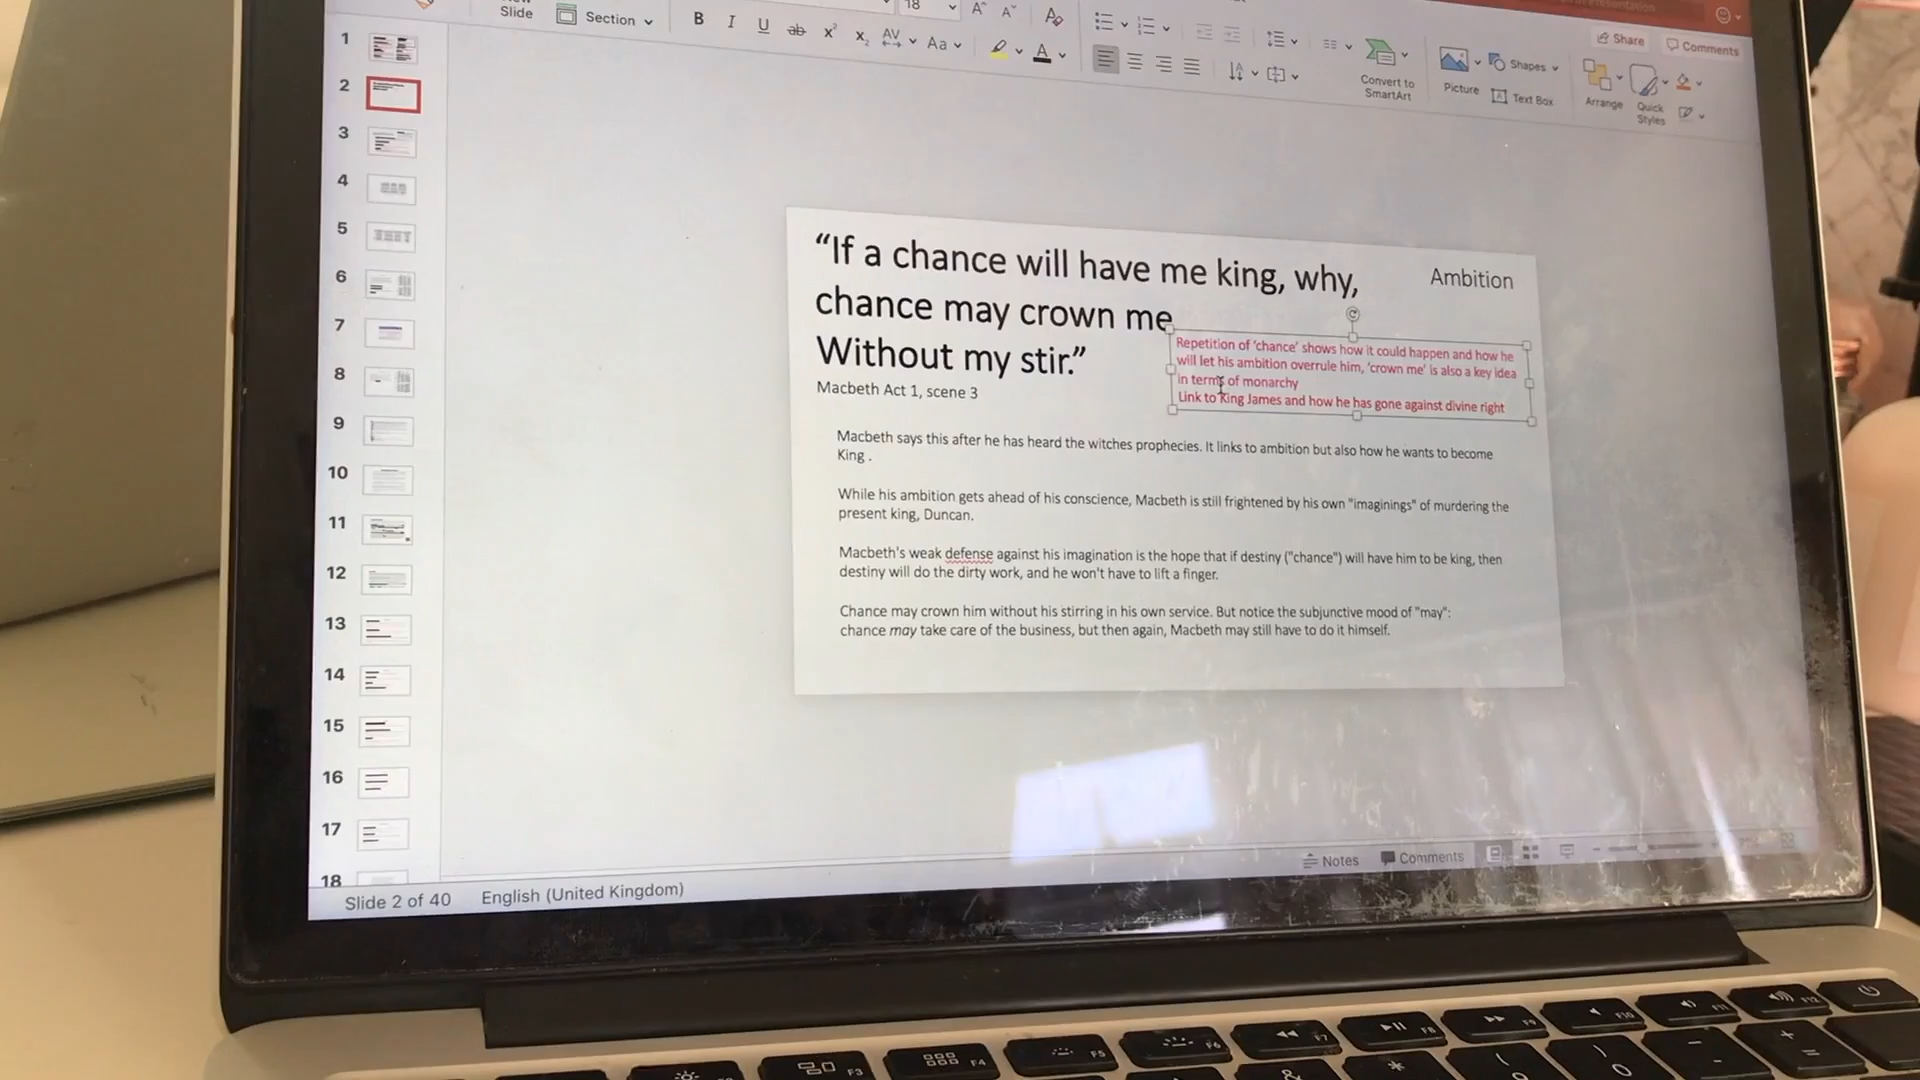 Slide
Section
B I U ab x² x₂ AV Aa A
18
A^ A˅ A
Convert to
SmartArt
Picture
Shapes
Text Box
Arrange
Quick
Styles
Share
Comments
1
2
3
4
5
6
7
8
9
10
11
12
13
14
15
16
17
18
“If a chance will have me king, why,
chance may crown me
Without my stir.”
Macbeth Act 1, scene 3
Ambition
Repetition of ‘chance’ shows how it could happen and how he
will let his ambition overrule him, ‘crown me’ is also a key idea
in terms of monarchy
Link to King James and how he has gone against divine right
Macbeth says this after he has heard the witches prophecies. It links to ambition but also how he wants to become
King .
While his ambition gets ahead of his conscience, Macbeth is still frightened by his own "imaginings" of murdering the
present king, Duncan.
Macbeth's weak defense against his imagination is the hope that if destiny ("chance") will have him to be king, then
destiny will do the dirty work, and he won't have to lift a finger.
Chance may crown him without his stirring in his own service. But notice the subjunctive mood of "may":
chance may take care of the business, but then again, Macbeth may still have to do it himself.
Notes
Comments
Slide 2 of 40
English (United Kingdom)
F3
F4
F5
F6
F7
F8
F9
F10
F11
F12
&
*
(
)